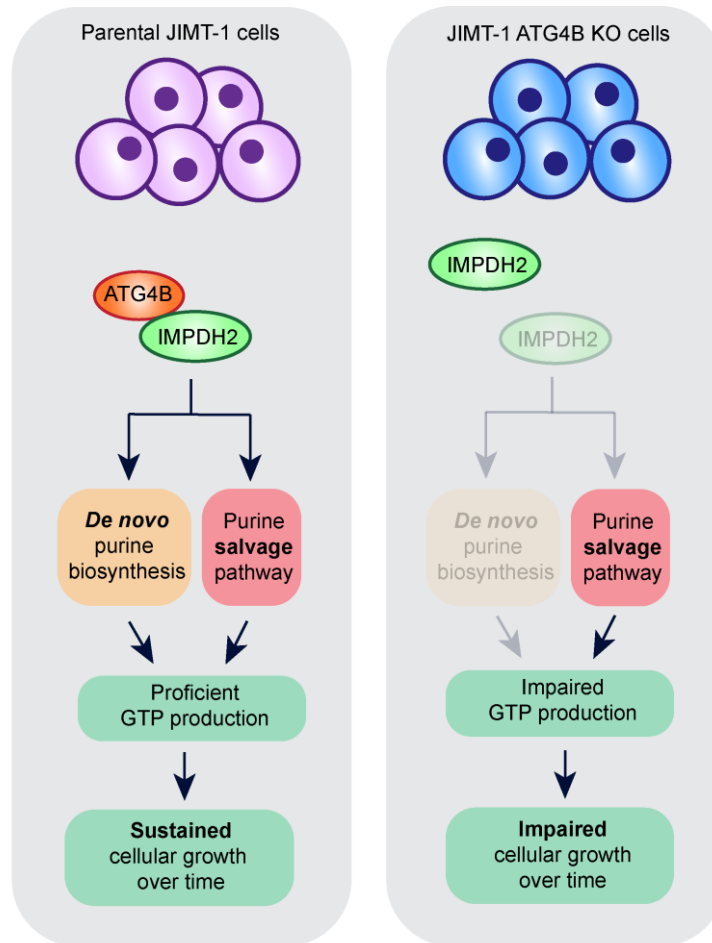 Parental JIMT-1 cells
ATG4B
IMPDH2
De novo
purine
biosynthesis
Purine
salvage
pathway
Proficient
GTP production
Sustained
cellular growth
over time
JIMT-1 ATG4B KO cells
IMPDH2
IMPDH2
De novo
purine
biosynthesis
Purine
salvage
pathway
Impaired
GTP production
Impaired
cellular growth
over time